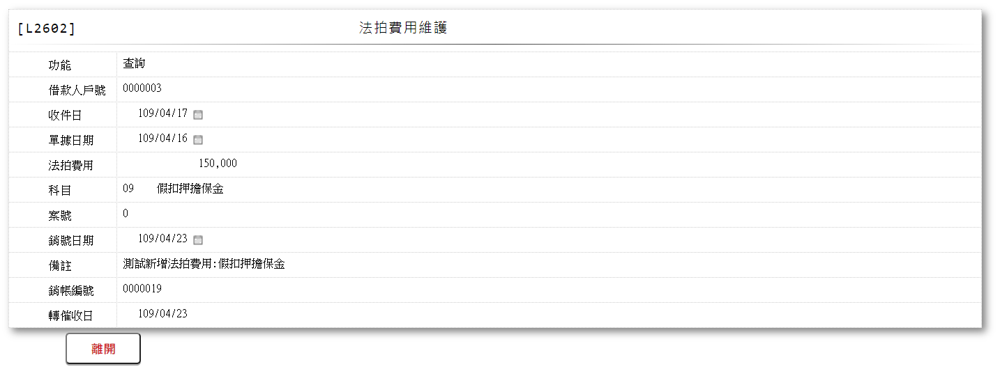 [L2602] 法拍費用維護
功能 查詢
借款人戶號 0000003
收件日 109/04/17
單據日期 109/04/16
法拍費用 150,000
科目 09 假扣押擔保金
案號 0
銷號日期 109/04/23
備註 測試新增法拍費用:假扣押擔保金
銷帳編號 0000019
轉催收日 109/04/23
離開